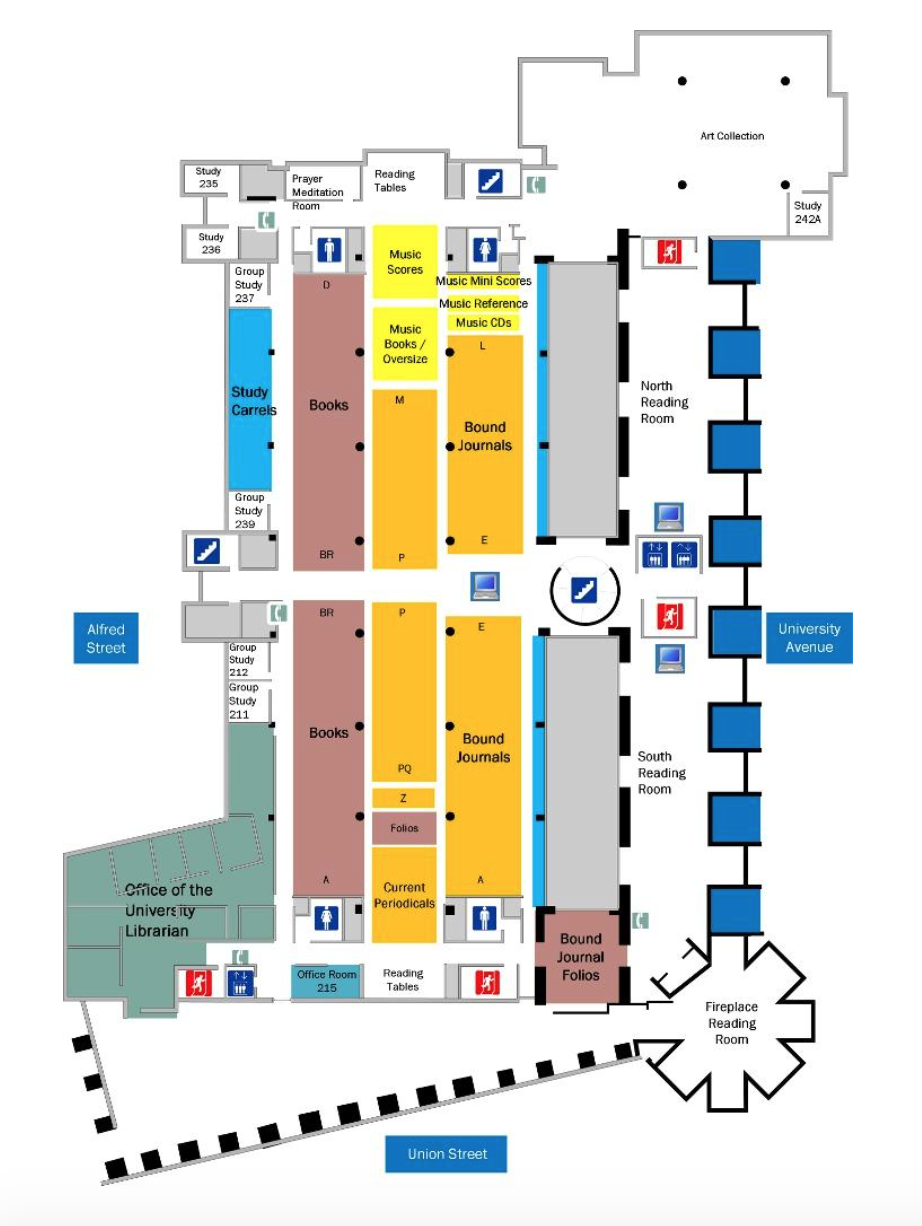 Art Collection
Study
235
Prayer
Meditation
Room
Reading
Tables
Study
242A
Study
236
Music
Scores
Group
Study
237
D
Music Mini Scores
Music Reference
Music CDs
Music
Books /
Oversize
L
Study
Carrels
Books
M
Bound
Journals
North
Reading
Room
Group
Study
239
BR
P
E
BR
P
E
Alfred
Street
University
Avenue
Group
Study
212
Group
Study
211
Books
Bound
Journals
South
Reading
Room
PQ
Z
Folios
A
Current
Periodicals
A
Office of the
University
Librarian
Bound
Journal
Folios
Office Room
215
Reading
Tables
Fireplace
Reading
Room
Union Street